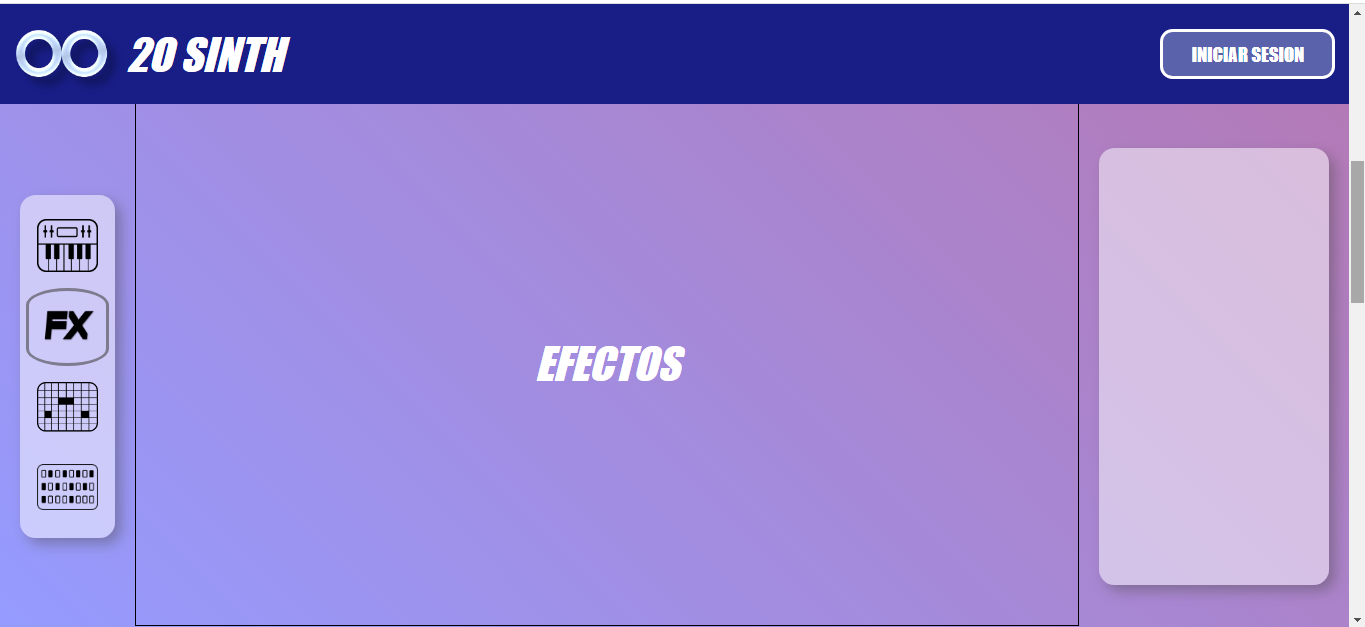 20 SINTH
INICIAR SESION
FX
EFECTOS